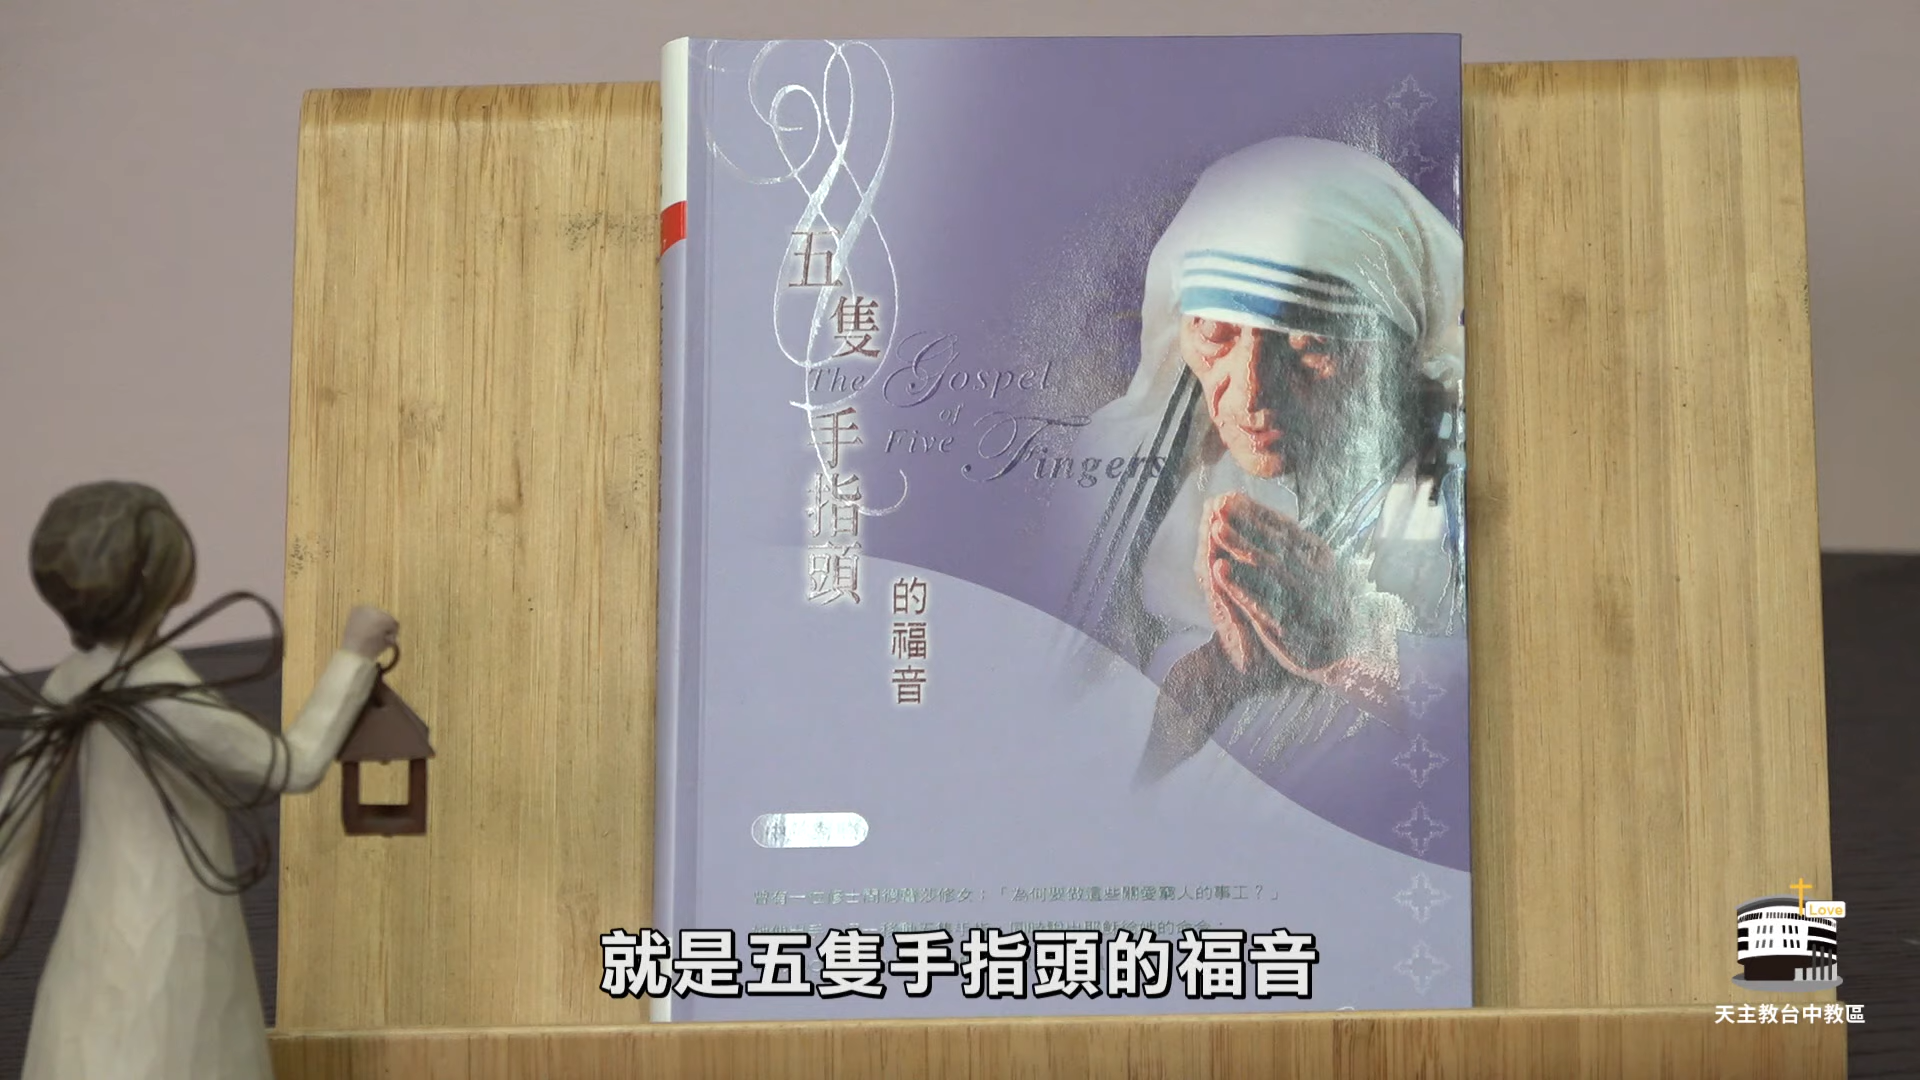 五隻手指頭
The Gospel
of
Five Fingers
的福音
曾有一位修士問德蕾莎修女：「為何要做這些關愛窮人的事工？」
就是五隻手指頭的福音
Love
天主教台中教區